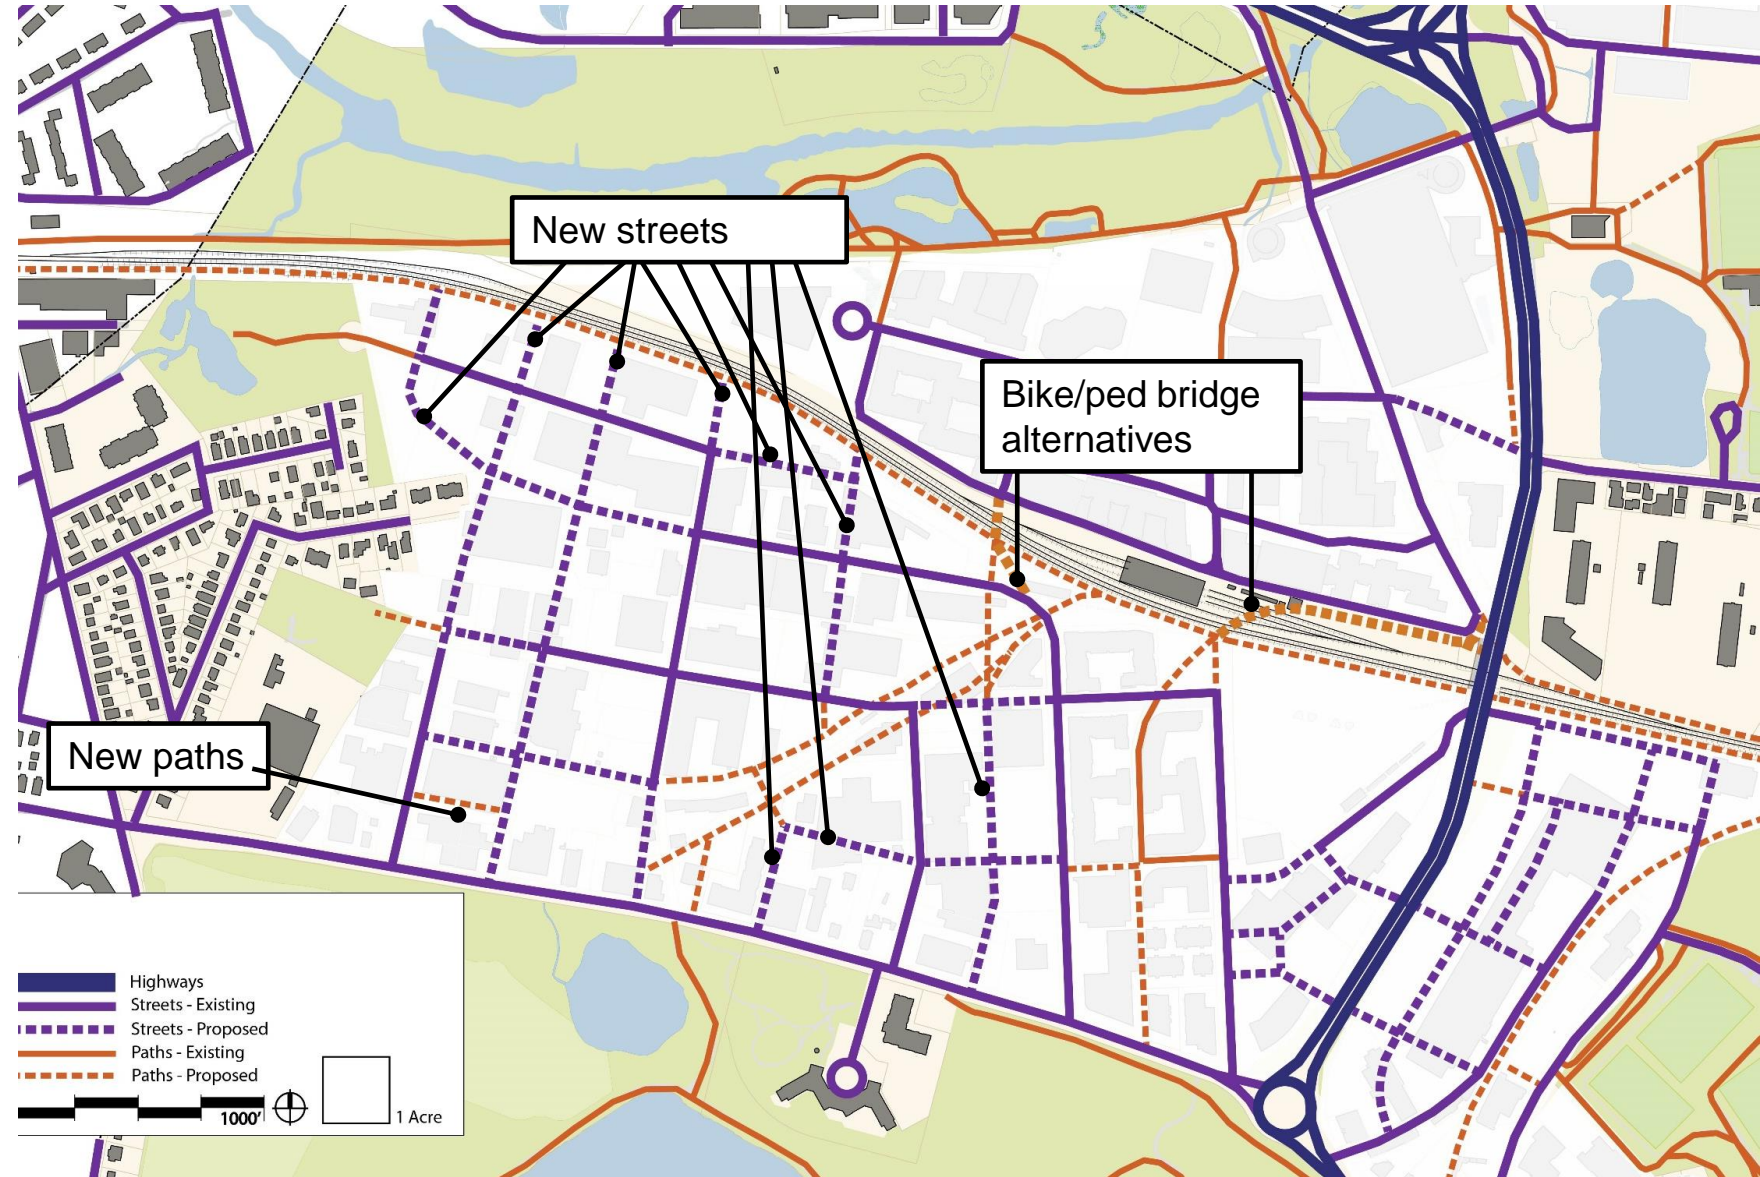 New streets
Bike/ped bridge
alternatives
New paths
Highways
Streets - Existing
Streets - Proposed
Paths - Existing
Paths - Proposed
1000'
1 Acre